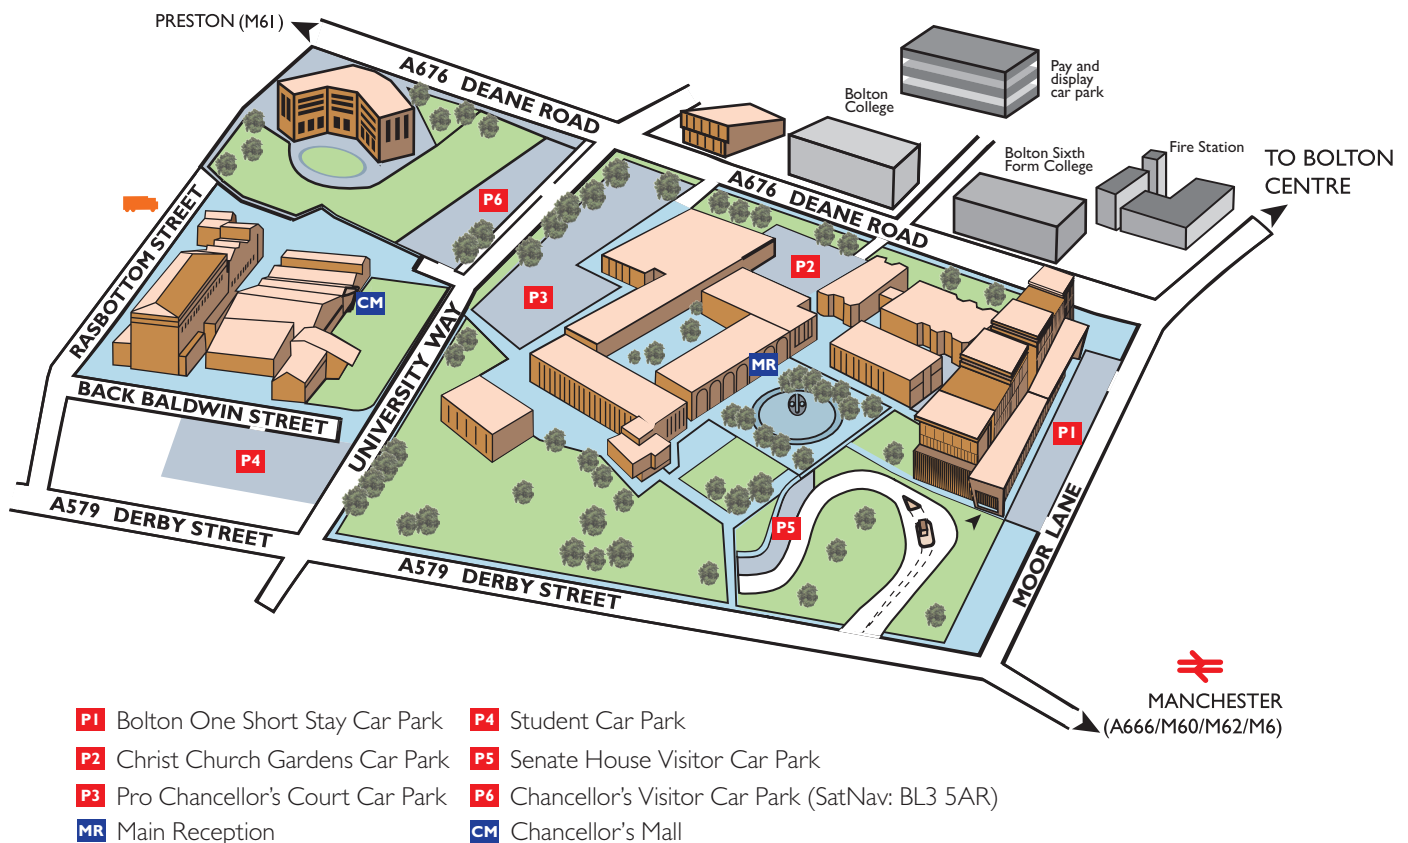 PRESTON (M61)
A676 DEANE ROAD
Pay and
display
car park
Bolton
College
Bolton Sixth
Form College
Fire Station
TO BOLTON
CENTRE
A676 DEANE ROAD
P6
P2
P3
CM
RASBOTTOM STREET
UNIVERSITY WAY
MR
BACK BALDWIN STREET
P1
P4
P5
A579 DERBY STREET
A579 DERBY STREET
MOOR LANE
MANCHESTER
(A666/M60/M62/M6)
P1 Bolton One Short Stay Car Park
P2 Christ Church Gardens Car Park
P3 Pro Chancellor's Court Car Park
MR Main Reception
P4 Student Car Park
P5 Senate House Visitor Car Park
P6 Chancellor's Visitor Car Park (SatNav: BL3 5AR)
CM Chancellor's Mall